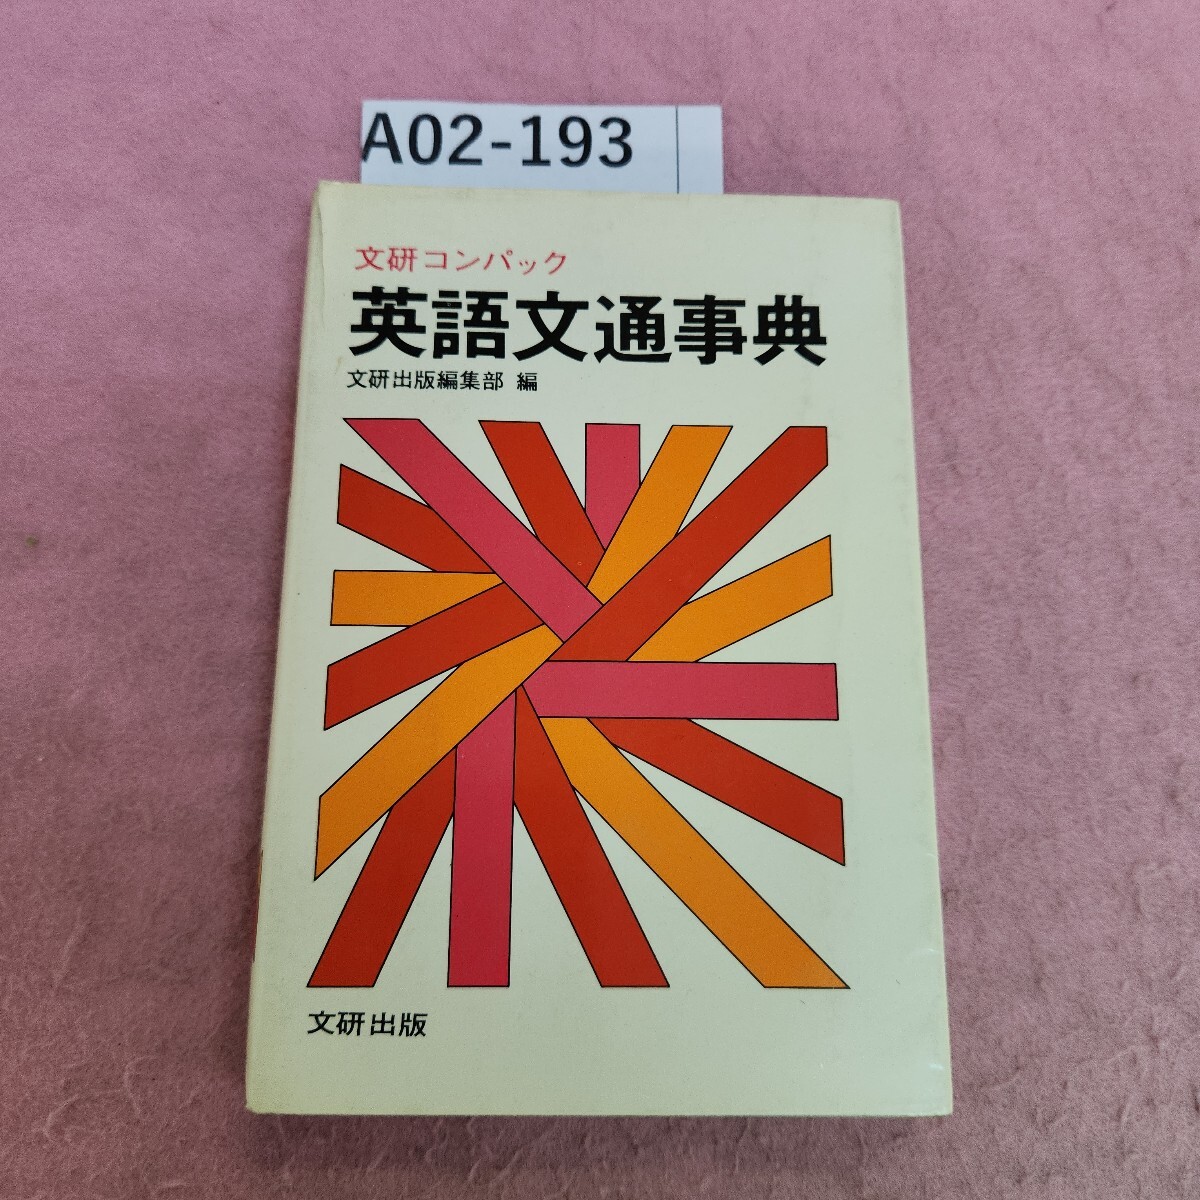 A02-193
文研コンパック
英語文通事典
文研出版編集部 編
文研出版